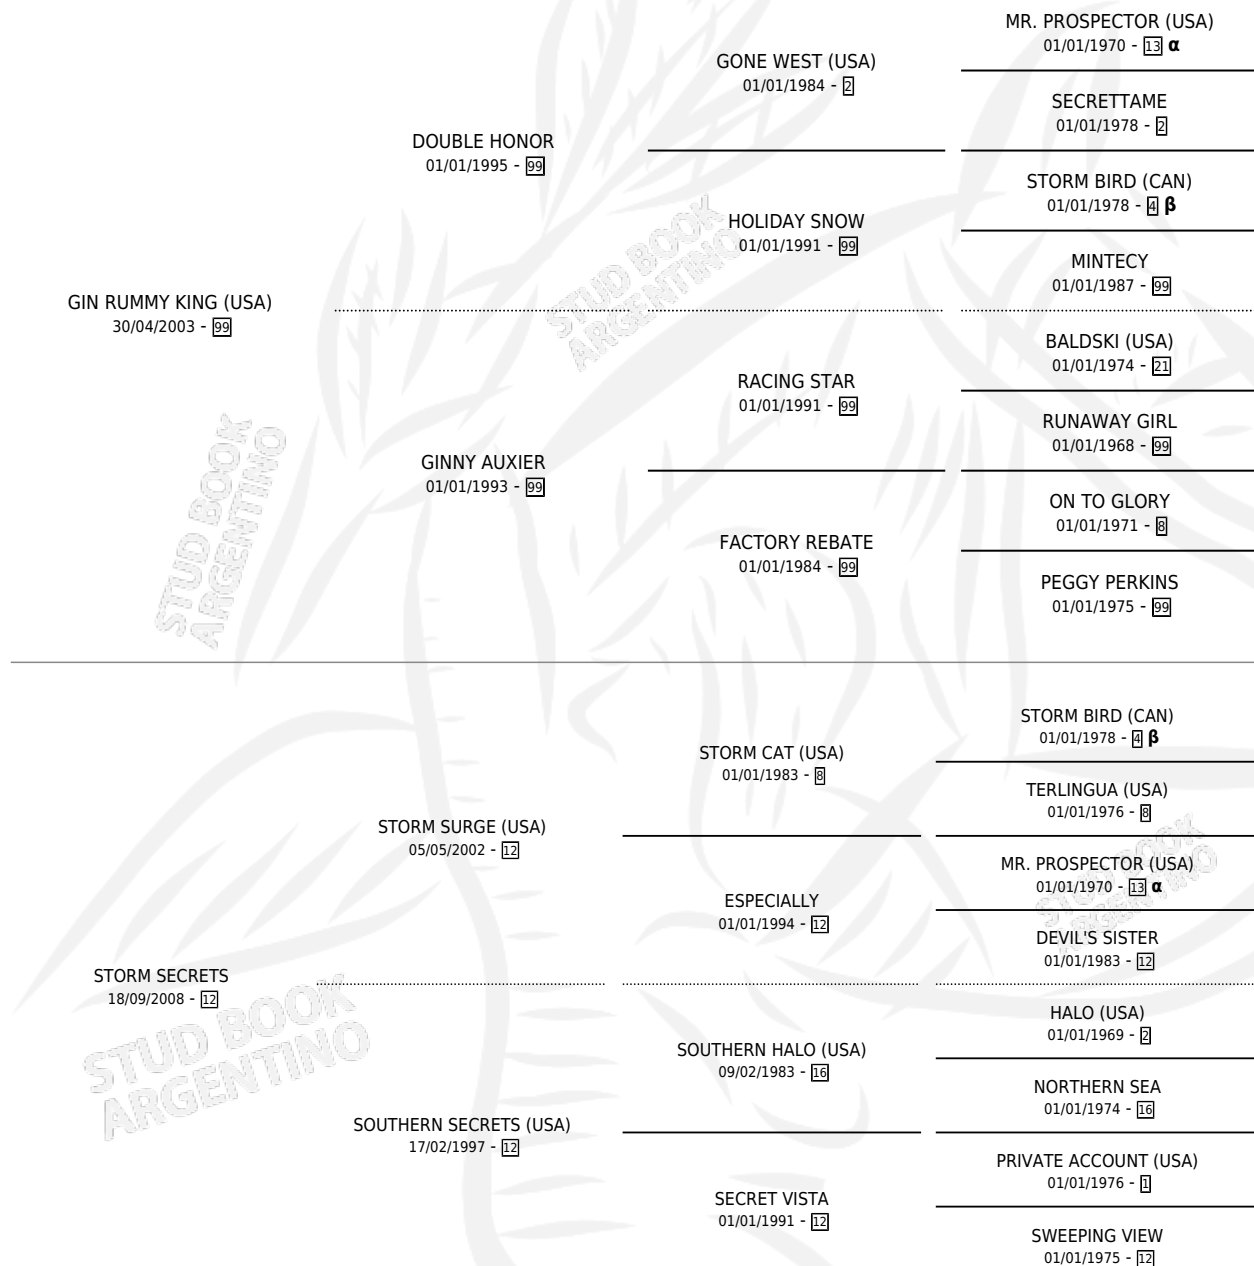 MR. PROSPECTOR (USA)
01/01/1970 - 13 α
GONE WEST (USA)
01/01/1984 - 2
SECRETTAME
01/01/1978 - 2
DOUBLE HONOR
01/01/1995 - 99
STORM BIRD (CAN)
01/01/1978 - 4 β
HOLIDAY SNOW
01/01/1991 - 99
MINTECY
01/01/1987 - 99
GIN RUMMY KING (USA)
30/04/2003 - 99
BALDSKI (USA)
01/01/1974 - 21
RACING STAR
01/01/1991 - 99
RUNAWAY GIRL
01/01/1968 - 99
GINNY AUXIER
01/01/1993 - 99
ON TO GLORY
01/01/1971 - 8
FACTORY REBATE
01/01/1984 - 99
PEGGY PERKINS
01/01/1975 - 99
STORM BIRD (CAN)
01/01/1978 - 4 β
STORM CAT (USA)
01/01/1983 - 8
TERLINGUA (USA)
01/01/1976 - 8
STORM SURGE (USA)
05/05/2002 - 12
MR. PROSPECTOR (USA)
01/01/1970 - 13 α
ESPECIALLY
01/01/1994 - 12
DEVIL'S SISTER
01/01/1983 - 12
STORM SECRETS
18/09/2008 - 12
HALO (USA)
01/01/1969 - 2
SOUTHERN HALO (USA)
09/02/1983 - 16
NORTHERN SEA
01/01/1974 - 16
SOUTHERN SECRETS (USA)
17/02/1997 - 12
PRIVATE ACCOUNT (USA)
01/01/1976 - 1
SECRET VISTA
01/01/1991 - 12
SWEEPING VIEW
01/01/1975 - 12
STUD BOOK
ARGENTINO
STUD BOOK
ARGENTINO
STUD BOOK
ARGENTINO
STUD BOOK
ARGENTINO